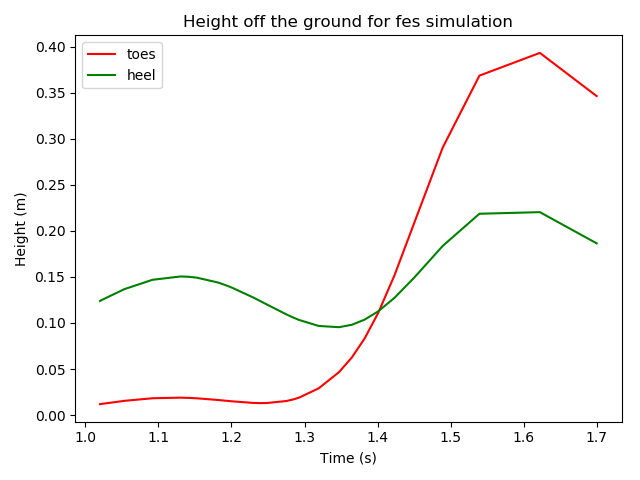 Height off the ground for fes simulation
toes
heel
0.40
0.35
0.30
0.25
0.20
0.15
0.10
0.05
0.00
Height (m)
1.0 1.1 1.2 1.3 1.4 1.5 1.6 1.7
Time (s)